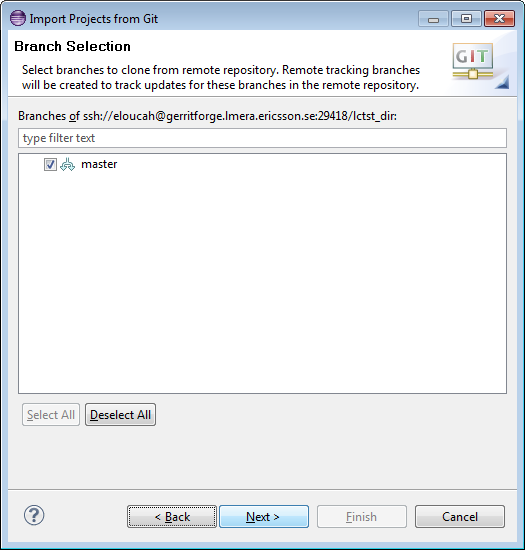 Import Projects from Git
Branch Selection
Select branches to clone from remote repository. Remote tracking branches
will be created to track updates for these branches in the remote repository.
GIT
Branches of ssh://eloucah@gerritforge.lmera.ericsson.se:29418/lctst_dir:
type filter text
master
Select All
Deselect All
?
< Back
Next >
Finish
Cancel